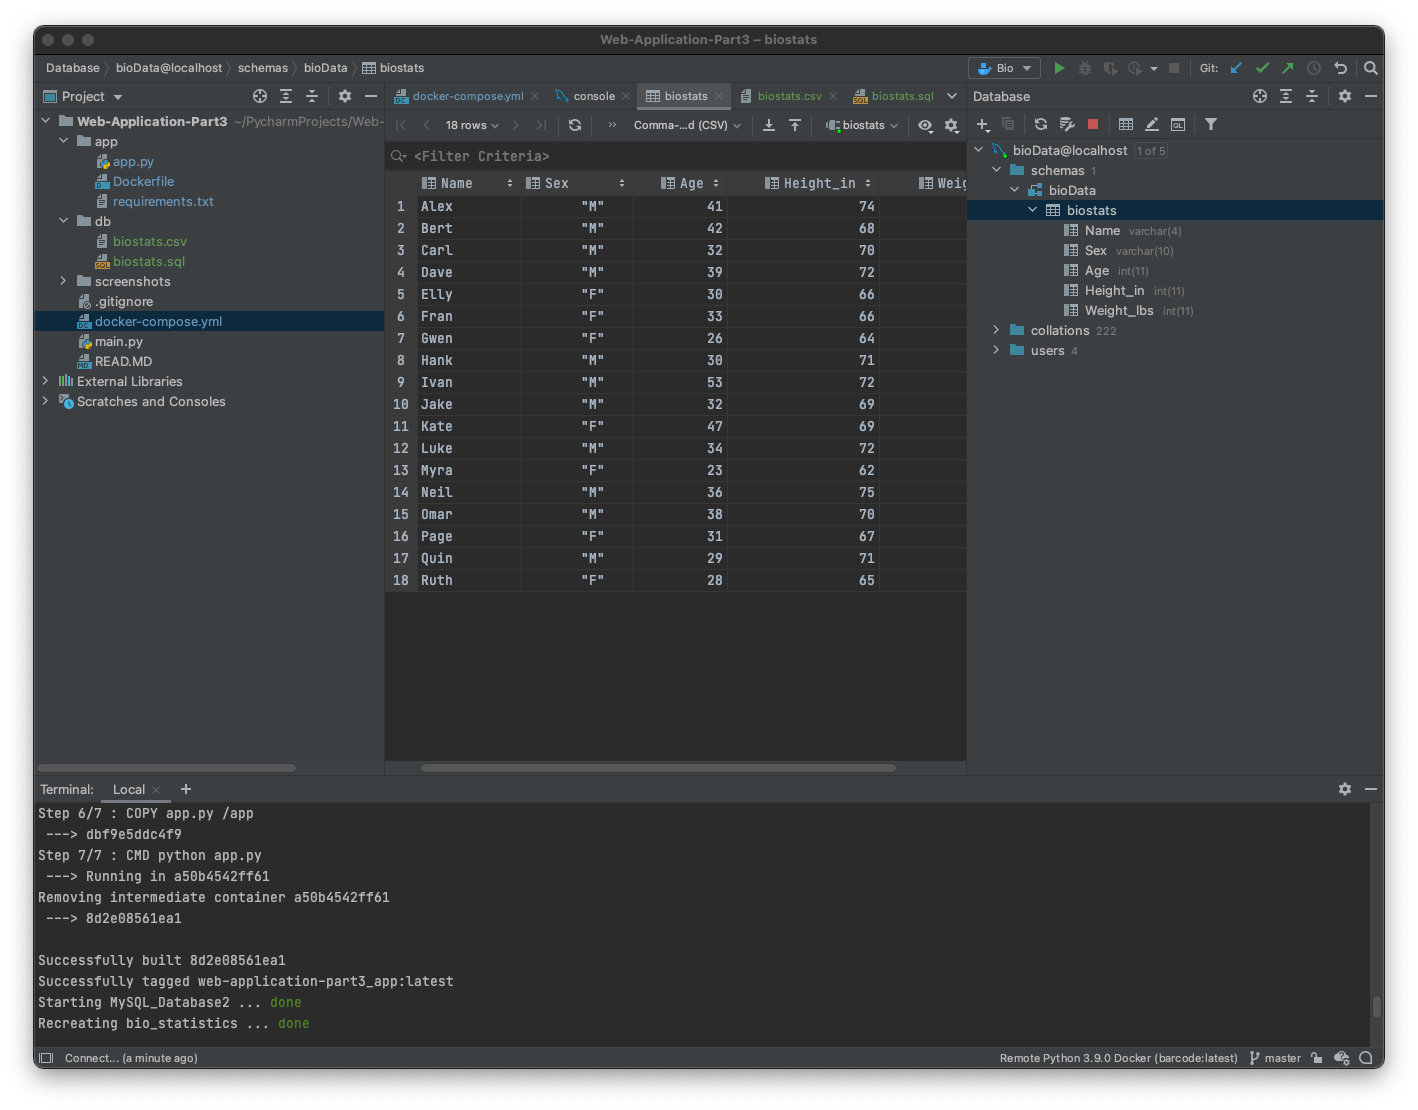 Web-Application-Part3 – biostats
Database bioData@localhost schemas bioData biostats
Bio
Git:
Project
docker-compose.yml
console
biostats
biostats.csv
biostats.sql
Database
Web-Application-Part3 ~/PycharmProjects/Web-
app
app.py
Dockerfile
requirements.txt
db
biostats.csv
biostats.sql
screenshots
.gitignore
docker-compose.yml
main.py
READ.MD
External Libraries
Scratches and Consoles
18 rows
Comma-...d (CSV)
biostats
<Filter Criteria>
Name Sex Age Height_in Weig
1 Alex "M" 41 74
2 Bert "M" 42 68
3 Carl "M" 32 70
4 Dave "M" 39 72
5 Elly "F" 30 66
6 Fran "F" 33 66
7 Gwen "F" 26 64
8 Hank "M" 30 71
9 Ivan "M" 53 72
10 Jake "M" 32 69
11 Kate "F" 47 69
12 Luke "M" 34 72
13 Myra "F" 23 62
14 Neil "M" 36 75
15 Omar "M" 38 70
16 Page "F" 31 67
17 Quin "M" 29 71
18 Ruth "F" 28 65
bioData@localhost 1 of 5
schemas 1
bioData
biostats
Name varchar(4)
Sex varchar(10)
Age int(11)
Height_in int(11)
Weight_lbs int(11)
collations 222
users 4
Terminal: Local
Step 6/7 : COPY app.py /app
---> dbf9e5ddc4f9
Step 7/7 : CMD python app.py
---> Running in a50b4542ff61
Removing intermediate container a50b4542ff61
---> 8d2e08561ea1
Successfully built 8d2e08561ea1
Successfully tagged web-application-part3_app:latest
Starting MySQL_Database2 ... done
Recreating bio_statistics ... done
Connect... (a minute ago)
Remote Python 3.9.0 Docker (barcode:latest)
master